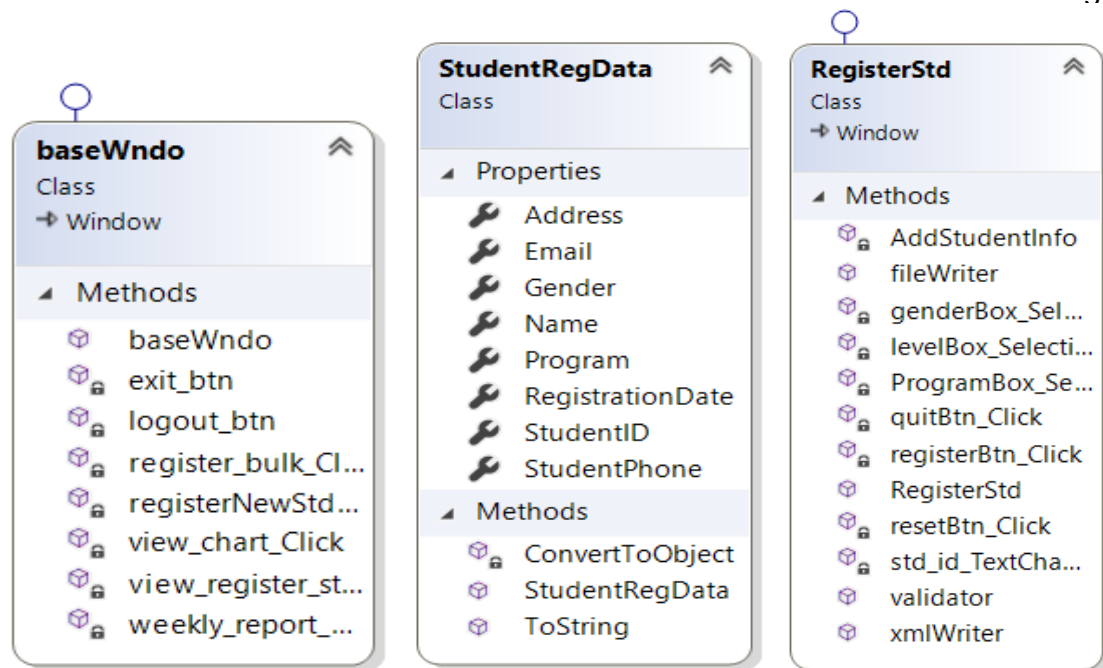 baseWndo
Class
Window
Methods
baseWndo
exit_btn
logout_btn
register_bulk_Cl...
registerNewStd...
view_chart_Click
view_register_st...
weekly_report_...
StudentRegData
Class
Properties
Address
Email
Gender
Name
Program
RegistrationDate
StudentID
StudentPhone
Methods
ConvertToObject
StudentRegData
ToString
RegisterStd
Class
Window
Methods
AddStudentInfo
fileWriter
genderBox_Sel...
levelBox_Selecti...
ProgramBox_Se...
quitBtn_Click
registerBtn_Click
RegisterStd
resetBtn_Click
std_id_TextCha...
validator
xmlWriter